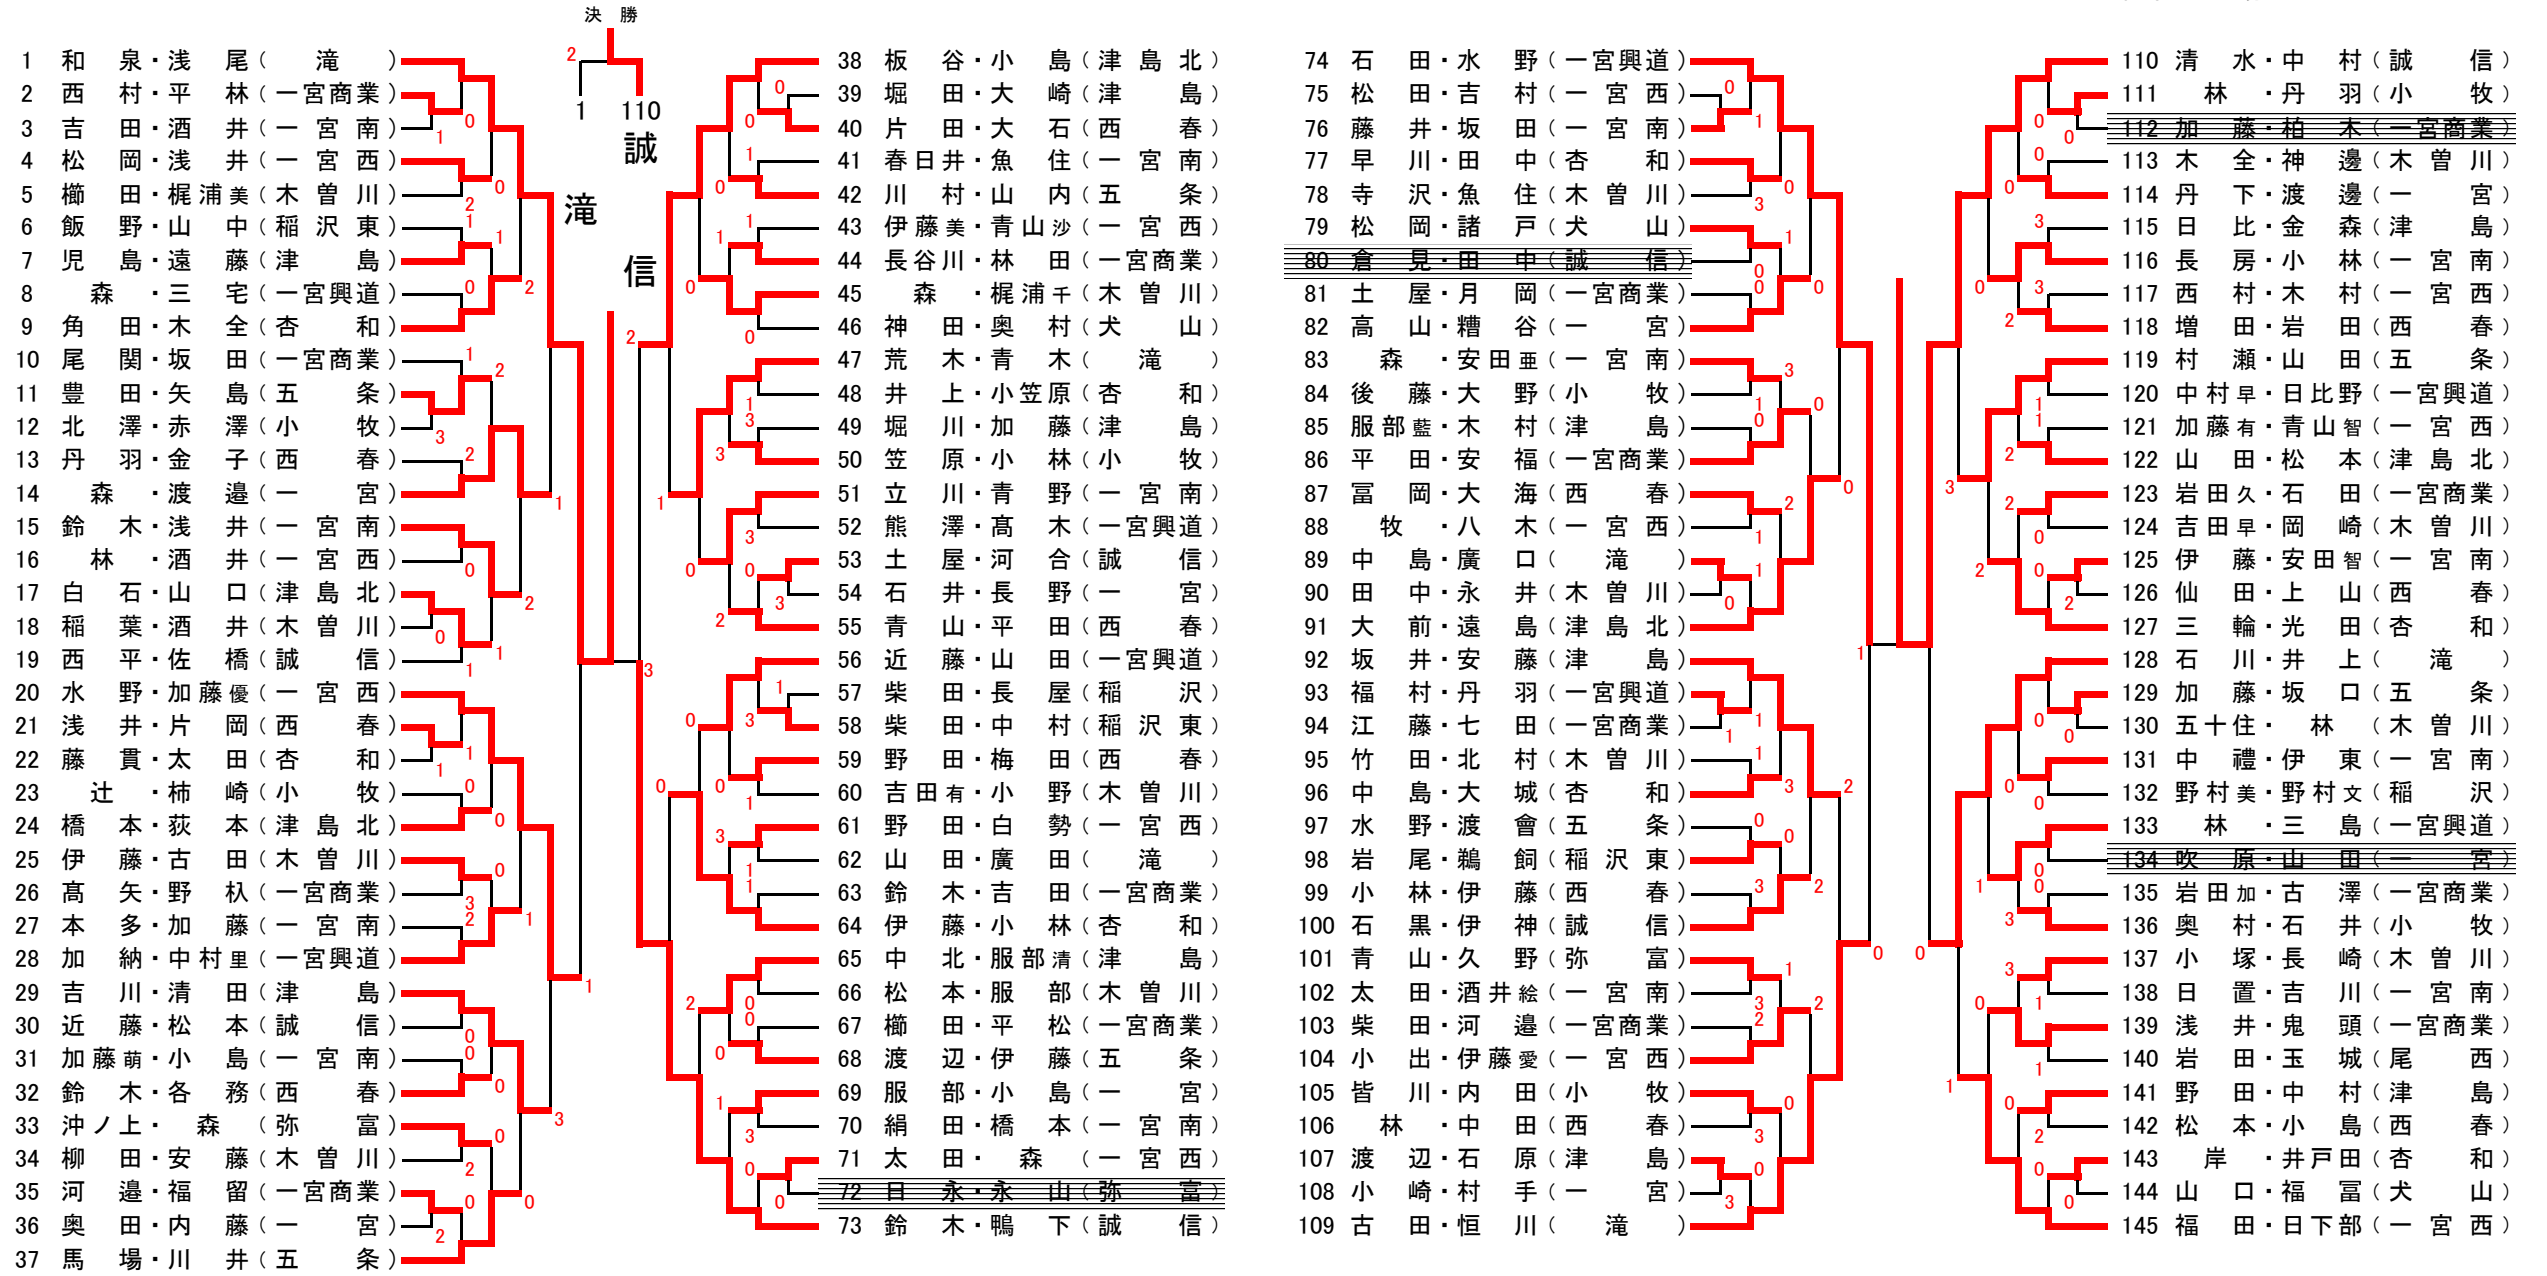 決 勝
2
1 110
誠信
滝
1 和泉・浅尾(滝)
2 西村・平林(一宮商業)
3 吉田・酒井(一宮南)
4 松岡・浅井(一宮西)
5 櫛田・梶浦美(木曽川)
6 飯野・山中(稲沢東)
7 児島・遠藤(津島)
8 森・三宅(一宮興道)
9 角田・木全(杏和)
10 尾関・坂田(一宮商業)
11 豊田・矢島(五条)
12 北澤・赤澤(小牧)
13 丹羽・金子(西春)
14 森・渡邉(一宮)
15 鈴木・浅井(一宮南)
16 林・酒井(一宮西)
17 白石・山口(津島北)
18 稲葉・酒井(木曽川)
19 西平・佐橋(誠信)
20 水野・加藤優(一宮西)
21 浅井・片岡(西春)
22 藤貫・太田(杏和)
23 辻・柿崎(小牧)
24 橋本・荻本(津島北)
25 伊藤・古田(木曽川)
26 髙矢・野杁(一宮商業)
27 本多・加藤(一宮南)
28 加納・中村里(一宮興道)
29 吉川・清田(津島)
30 近藤・松本(誠信)
31 加藤萌・小島(一宮南)
32 鈴木・各務(西春)
33 沖ノ上・森(弥富)
34 柳田・安藤(木曽川)
35 河邉・福留(一宮商業)
36 奥田・内藤(一宮)
37 馬場・川井(五条)
38 板谷・小島(津島北)
39 堀田・大崎(津島)
40 片田・大石(西春)
41 春日井・魚住(一宮南)
42 川村・山内(五条)
43 伊藤美・青山沙(一宮西)
44 長谷川・林田(一宮商業)
45 森・梶浦千(木曽川)
46 神田・奥村(犬山)
47 荒木・青木(滝)
48 井上・小笠原(杏和)
49 堀川・加藤(津島)
50 笠原・小林(小牧)
51 立川・青野(一宮南)
52 熊澤・髙木(一宮興道)
53 土屋・河合(誠信)
54 石井・長野(一宮)
55 青山・平田(西春)
56 近藤・山田(一宮興道)
57 柴田・長屋(稲沢)
58 柴田・中村(稲沢東)
59 野田・梅田(西春)
60 吉田有・小野(木曽川)
61 野田・白勢(一宮西)
62 山田・廣田(滝)
63 鈴木・吉田(一宮商業)
64 伊藤・小林(杏和)
65 中北・服部清(津島)
66 松本・服部(木曽川)
67 櫛田・平松(一宮商業)
68 渡辺・伊藤(五条)
69 服部・小島(一宮)
70 絹田・橋本(一宮南)
71 太田・森(一宮西)
72 日永・永山(弥富)
73 鈴木・鴨下(誠信)
74 石田・水野(一宮興道)
75 松田・吉村(一宮西)
76 藤井・坂田(一宮南)
77 早川・田中(杏和)
78 寺沢・魚住(木曽川)
79 松岡・諸戸(犬山)
80 倉見・田中(誠信)
81 土屋・月岡(一宮商業)
82 高山・糟谷(一宮)
83 森・安田亜(一宮南)
84 後藤・大野(小牧)
85 服部藍・木村(津島)
86 平田・安福(一宮商業)
87 冨岡・大海(西春)
88 牧・八木(一宮西)
89 中島・廣口(滝)
90 田中・永井(木曽川)
91 大前・遠島(津島北)
92 坂井・安藤(津島)
93 福村・丹羽(一宮興道)
94 江藤・七田(一宮商業)
95 竹田・北村(木曽川)
96 中島・大城(杏和)
97 水野・渡會(五条)
98 岩尾・鵜飼(稲沢東)
99 小林・伊藤(西春)
100 石黒・伊神(誠信)
101 青山・久野(弥富)
102 太田・酒井絵(一宮南)
103 柴田・河邉(一宮商業)
104 小出・伊藤愛(一宮西)
105 皆川・内田(小牧)
106 林・中田(西春)
107 渡辺・石原(津島)
108 小崎・村手(一宮)
109 古田・恒川(滝)
110 清水・中村(誠信)
111 林・丹羽(小牧)
112 加藤・柏木(一宮商業)
113 木全・神邊(木曽川)
114 丹下・渡邊(一宮)
115 日比・金森(津島)
116 長房・小林(一宮南)
117 西村・木村(一宮西)
118 増田・岩田(西春)
119 村瀬・山田(五条)
120 中村早・日比野(一宮興道)
121 加藤有・青山智(一宮西)
122 山田・松本(津島北)
123 岩田久・石田(一宮商業)
124 吉田早・岡崎(木曽川)
125 伊藤・安田智(一宮南)
126 仙田・上山(西春)
127 三輪・光田(杏和)
128 石川・井上(滝)
129 加藤・坂口(五条)
130 五十住・林(木曽川)
131 中禮・伊東(一宮南)
132 野村美・野村文(稲沢)
133 林・三島(一宮興道)
134 吹原・山田(一宮)
135 岩田加・古澤(一宮商業)
136 奥村・石井(小牧)
137 小塚・長崎(木曽川)
138 日置・吉川(一宮南)
139 浅井・鬼頭(一宮商業)
140 岩田・玉城(尾西)
141 野田・中村(津島)
142 松本・小島(西春)
143 岸・井戸田(杏和)
144 山口・福冨(犬山)
145 福田・日下部(一宮西)